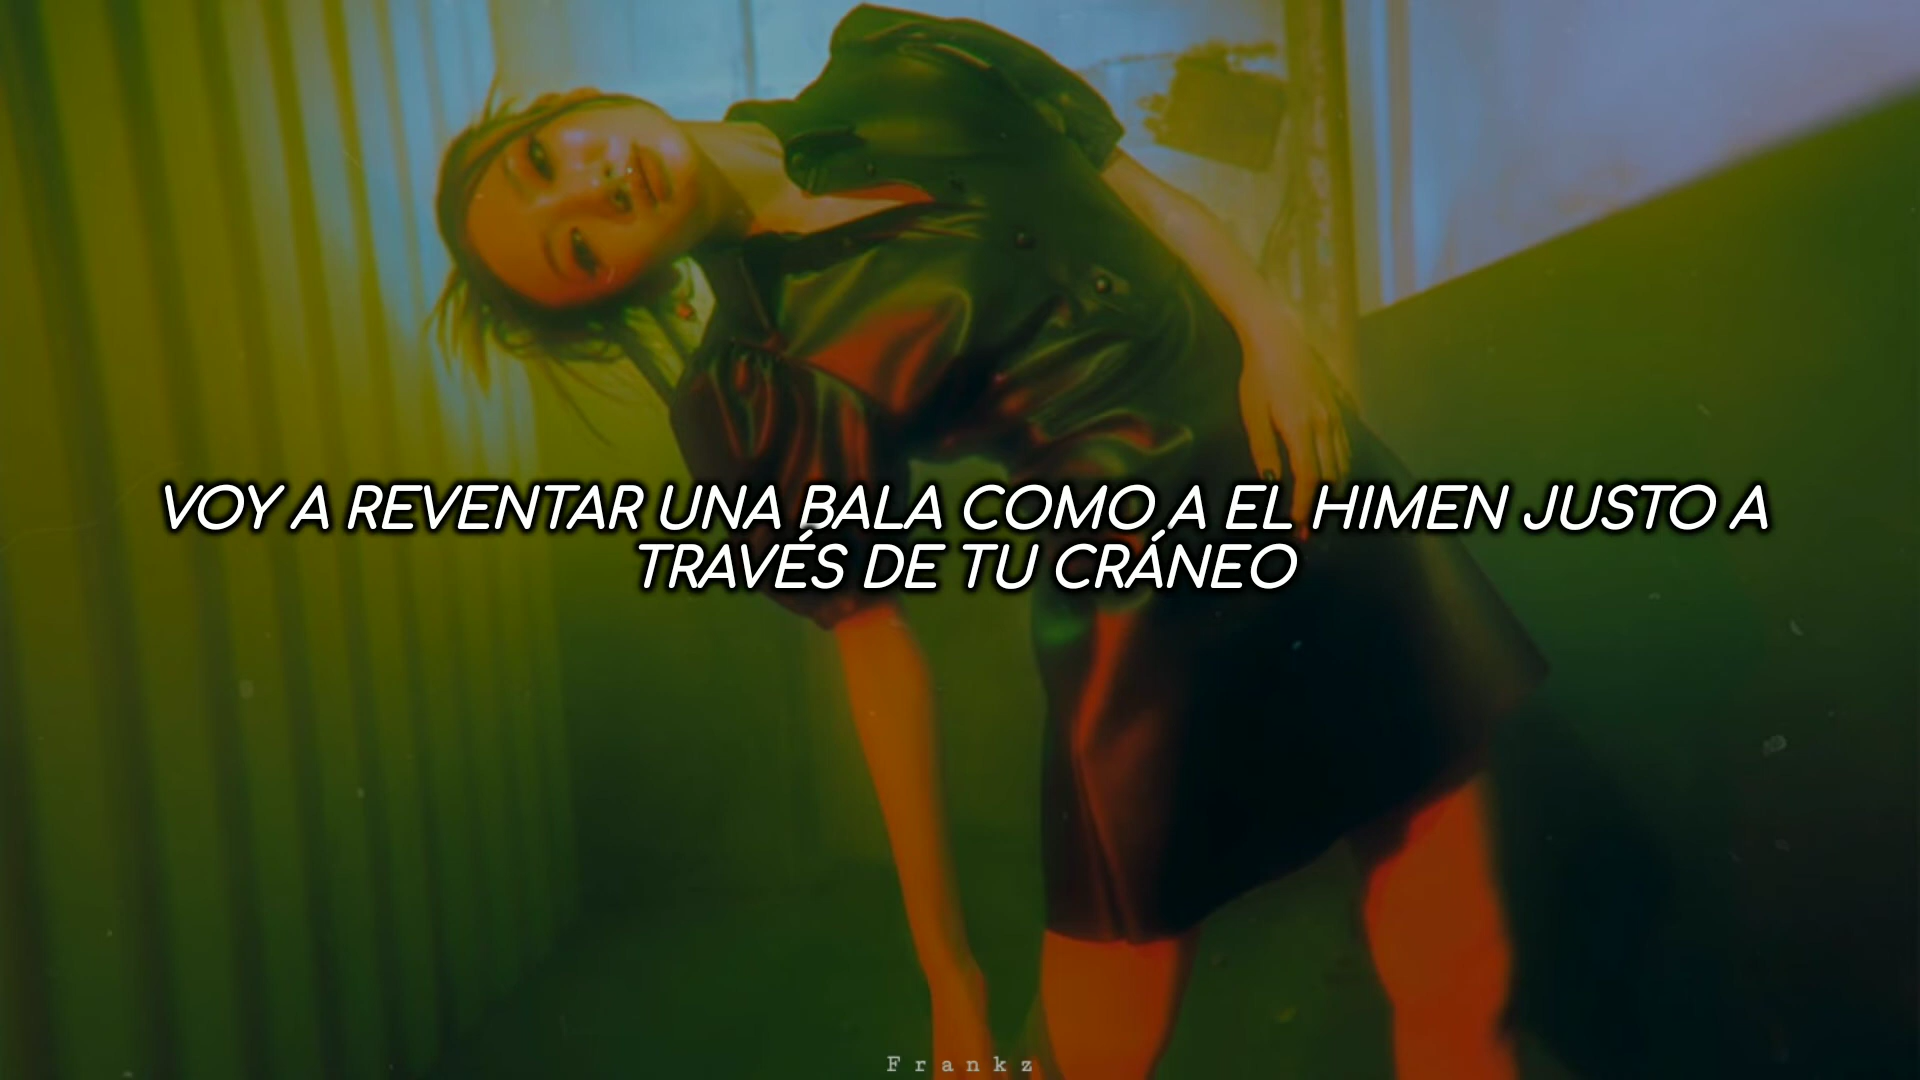 VOY A REVENTAR UNA BALA COMO A EL HIMEN JUSTO A
TRAVÉS DE TU CRÁNEO
Frankz